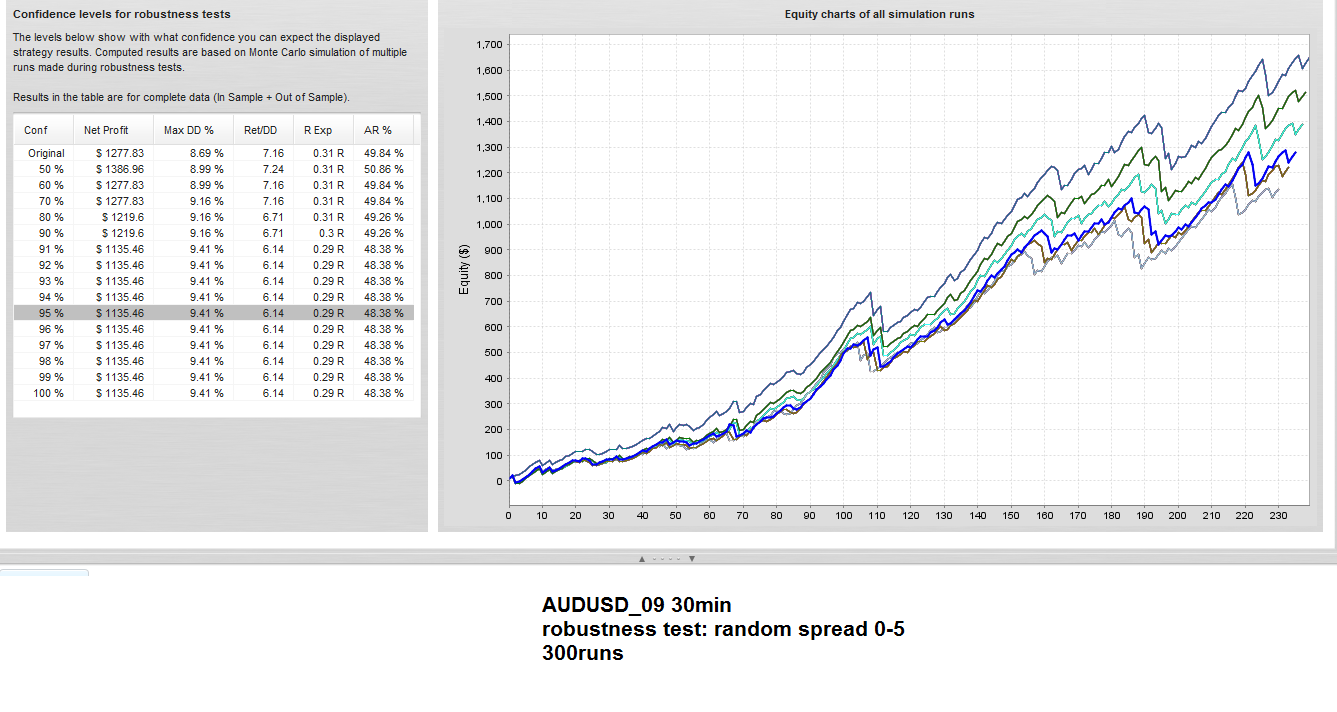 Confidence levels for robustness tests
The levels below show with what confidence you can expect the displayed
strategy results. Computed results are based on Monte Carlo simulation of multiple
runs made during robustness tests.
Results in the table are for complete data (In Sample + Out of Sample).
Conf Net Profit Max DD % Ret/DD R Exp AR %
Original $ 1277.83 8.69 % 7.16 0.31 R 49.84 %
50 % $ 1386.96 8.99 % 7.24 0.31 R 50.86 %
60 % $ 1277.83 8.99 % 7.16 0.31 R 49.84 %
70 % $ 1277.83 9.16 % 7.16 0.31 R 49.84 %
80 % $ 1219.6 9.16 % 6.71 0.31 R 49.26 %
90 % $ 1219.6 9.16 % 6.71 0.3 R 49.26 %
91 % $ 1135.46 9.41 % 6.14 0.29 R 48.38 %
92 % $ 1135.46 9.41 % 6.14 0.29 R 48.38 %
93 % $ 1135.46 9.41 % 6.14 0.29 R 48.38 %
94 % $ 1135.46 9.41 % 6.14 0.29 R 48.38 %
95 % $ 1135.46 9.41 % 6.14 0.29 R 48.38 %
96 % $ 1135.46 9.41 % 6.14 0.29 R 48.38 %
97 % $ 1135.46 9.41 % 6.14 0.29 R 48.38 %
98 % $ 1135.46 9.41 % 6.14 0.29 R 48.38 %
99 % $ 1135.46 9.41 % 6.14 0.29 R 48.38 %
100 % $ 1135.46 9.41 % 6.14 0.29 R 48.38 %
Equity charts of all simulation runs
Equity ($)
1,700
1,600
1,500
1,400
1,300
1,200
1,100
1,000
900
800
700
600
500
400
300
200
100
0
0 10 20 30 40 50 60 70 80 90 100 110 120 130 140 150 160 170 180 190 200 210 220 230
AUDUSD_09 30min
robustness test: random spread 0-5
300runs